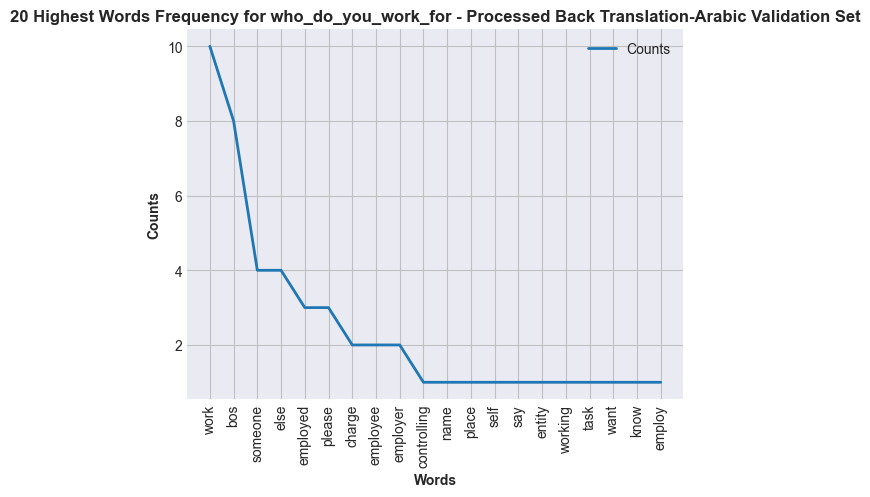 20 Highest Words Frequency for who_do_you_work_for - Processed Back Translation-Arabic Validation Set
Counts
10
8
6
4
2
Counts
work
bos
someone
else
employed
please
charge
employee
employer
controlling
name
place
self
say
entity
working
task
want
know
employ
Words